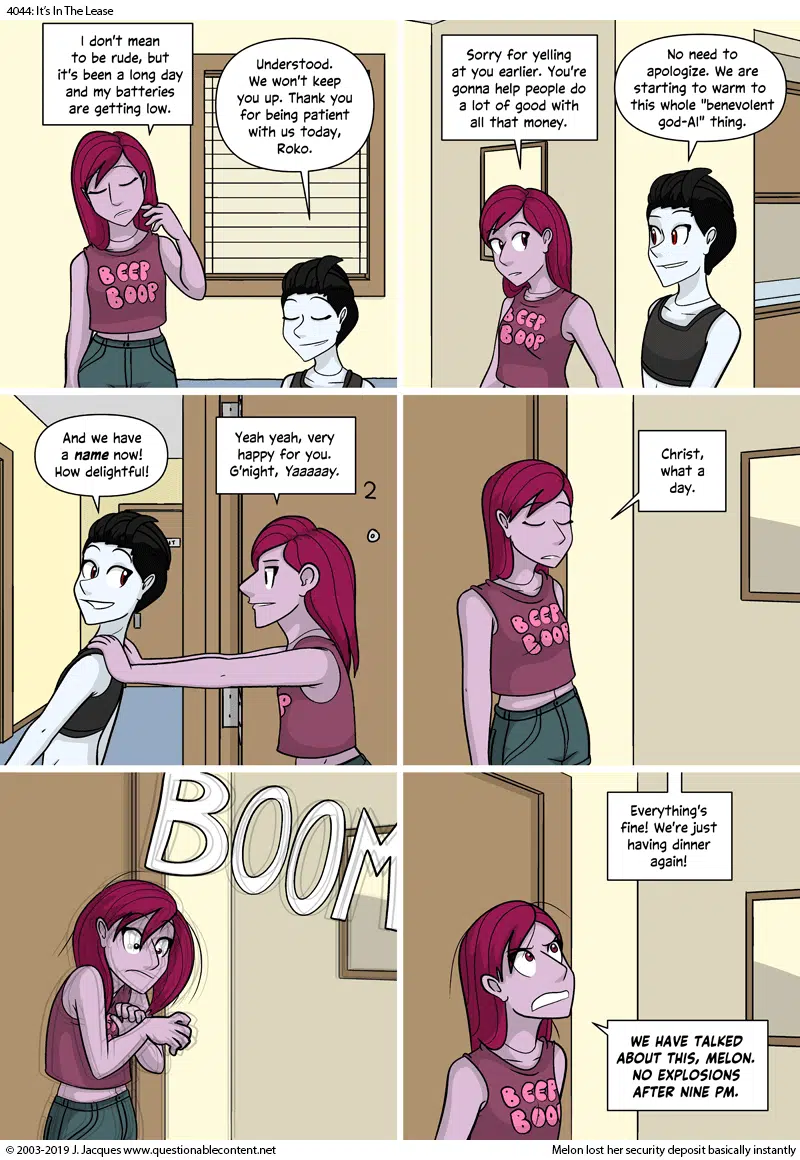 4044: It's In The Lease
I don't mean
to be rude, but
it's been a long day
and my batteries
are getting low.
Understood.
We won't keep
you up. Thank you
for being patient
with us today,
Roko.
BEEP
BOOP
Sorry for yelling
at you earlier. You're
gonna help people do
a lot of good with
all that money.
No need to
apologize. We are
starting to warm to
this whole "benevolent
god-AI" thing.
BEEP
BOOP
And we have
a name now!
How delightful!
Yeah yeah, very
happy for you.
G'night, Yaaaaay.
2
P
Christ,
what a
day.
BEEP
BOOP
BOOM
Everything's
fine! We're just
having dinner
again!
WE HAVE TALKED
ABOUT THIS, MELON.
NO EXPLOSIONS
AFTER NINE PM.
BEEP
BOOP
© 2003-2019 J. Jacques www.questionablecontent.net
Melon lost her security deposit basically instantly